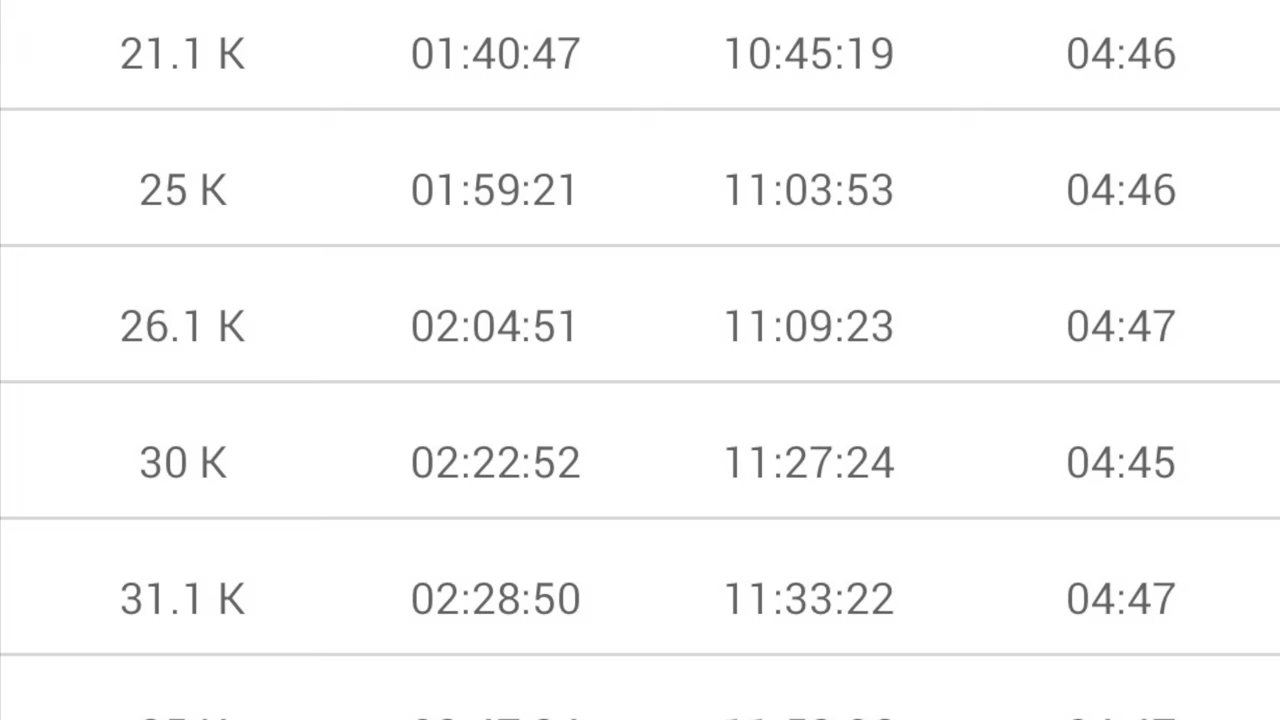 21.1 K 01:40:47 10:45:19 04:46
25 K 01:59:21 11:03:53 04:46
26.1 K 02:04:51 11:09:23 04:47
30 K 02:22:52 11:27:24 04:45
31.1 K 02:28:50 11:33:22 04:47